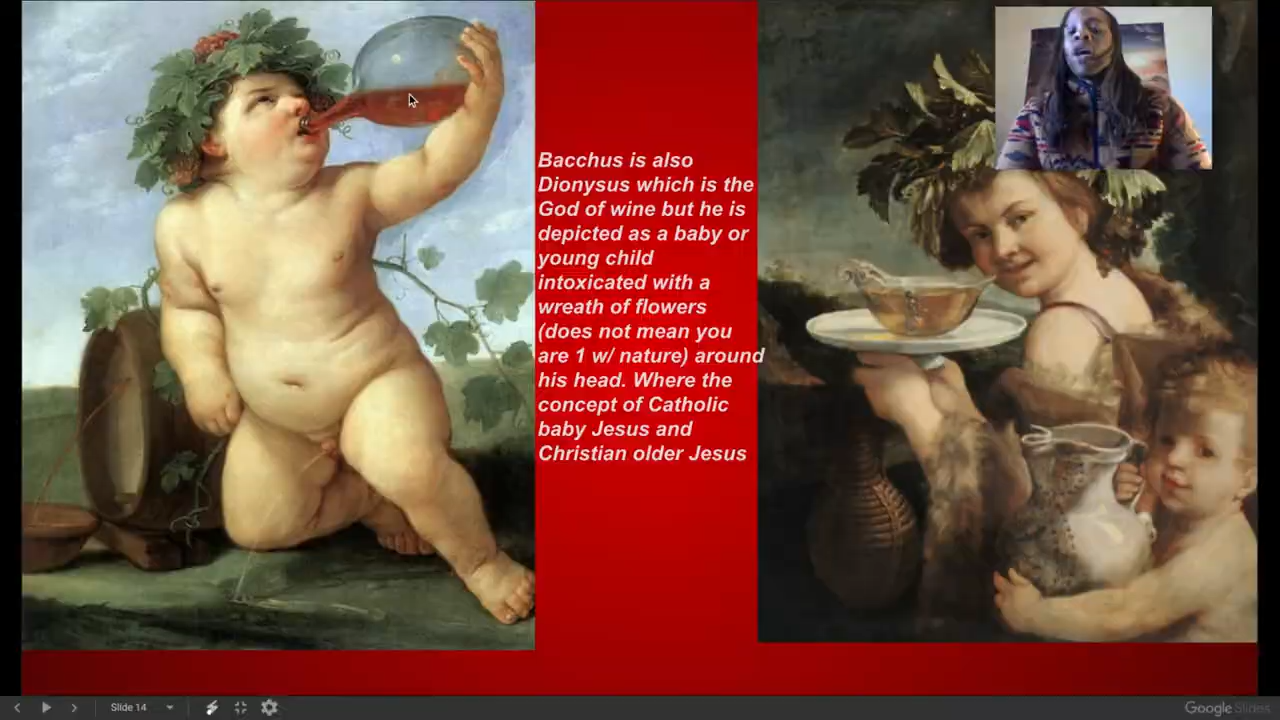 Bacchus is also
Dionysus which is the
God of wine but he is
depicted as a baby or
young child
intoxicated with a
wreath of flowers
(does not mean you
are 1 w/ nature) around
his head. Where the
concept of Catholic
baby Jesus and
Christian older Jesus
Slide 14
Google Slides